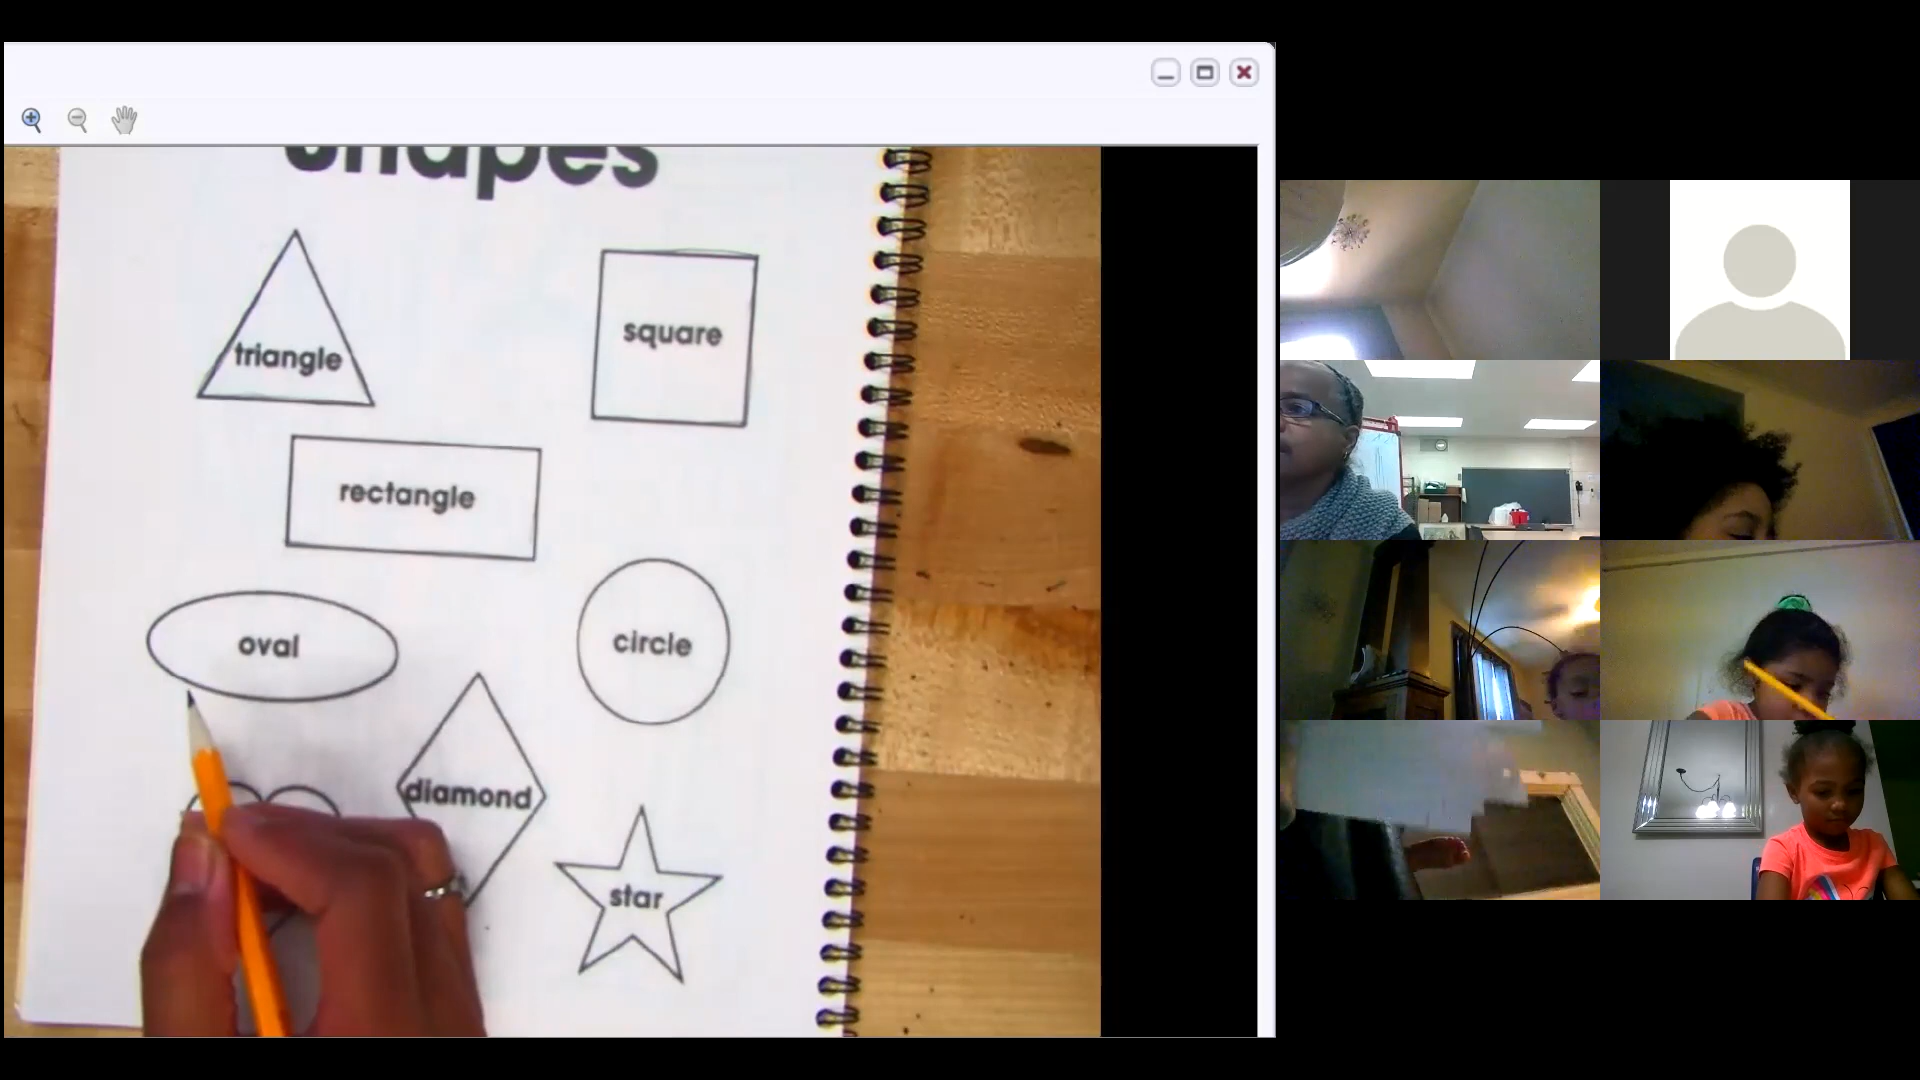 shapes
triangle
square
rectangle
oval
circle
diamond
star